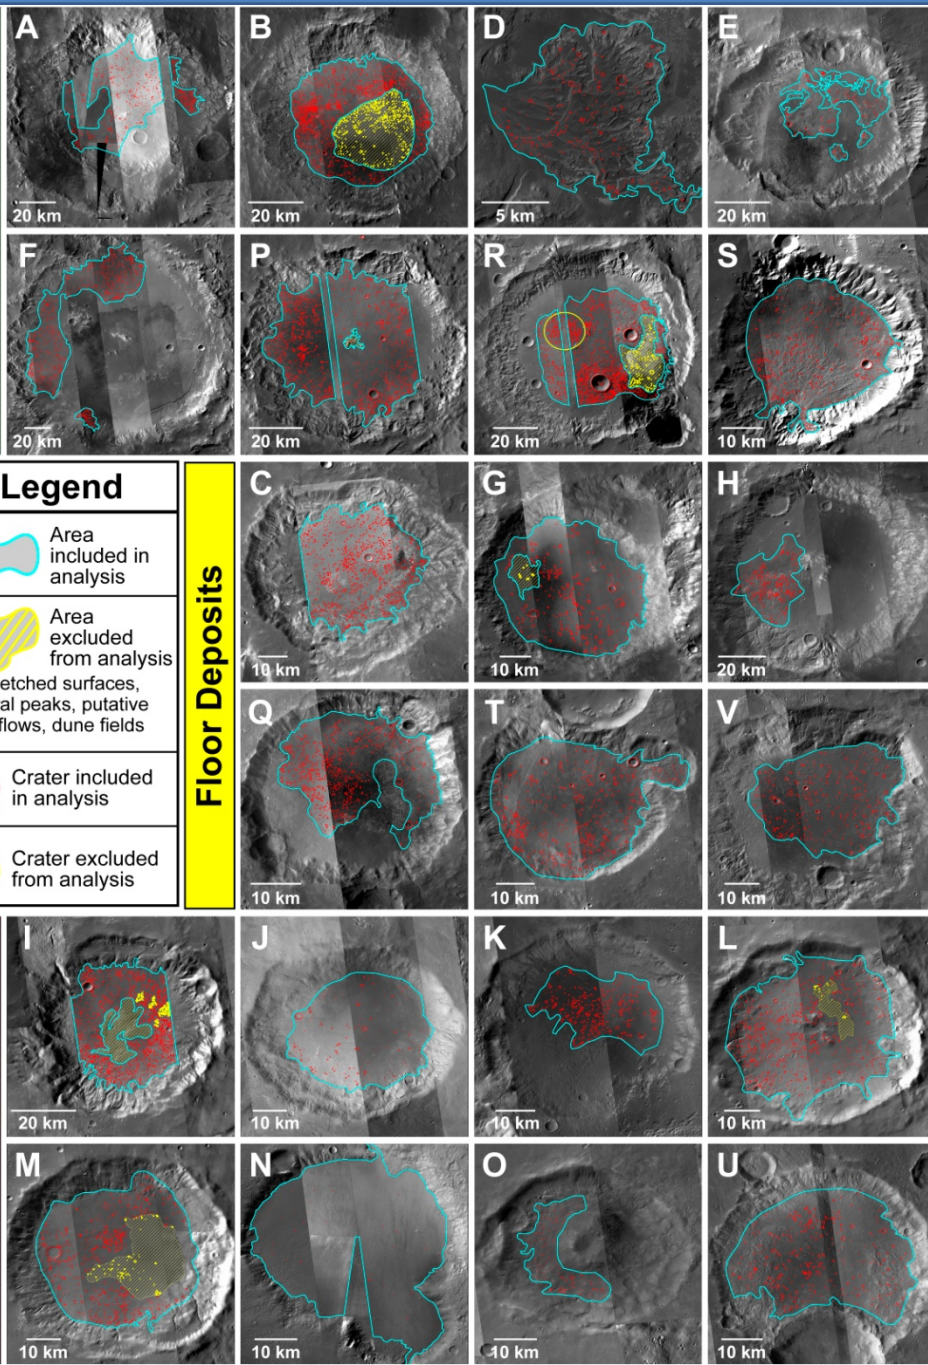 A
20 km
B
20 km
D
5 km
E
20 km
F
20 km
P
20 km
R
20 km
S
10 km
Legend
Area
included in
analysis
Area
excluded
from analysis
etched surfaces,
al peaks, putative
flows, dune fields
Crater included
in analysis
Crater excluded
from analysis
Floor Deposits
C
10 km
G
10 km
H
20 km
Q
10 km
T
10 km
V
10 km
I
20 km
J
10 km
K
10 km
L
10 km
M
10 km
N
10 km
O
10 km
U
10 km